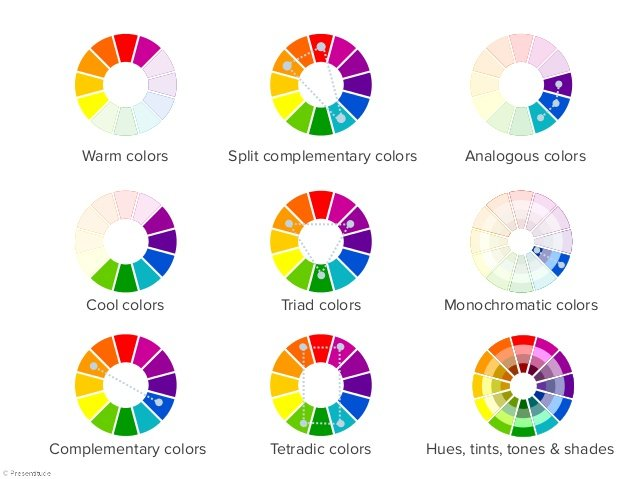 Warm colors
Split complementary colors
Analogous colors
Cool colors
Triad colors
Monochromatic colors
Complementary colors
Tetradic colors
Hues, tints, tones & shades
© Presentitude